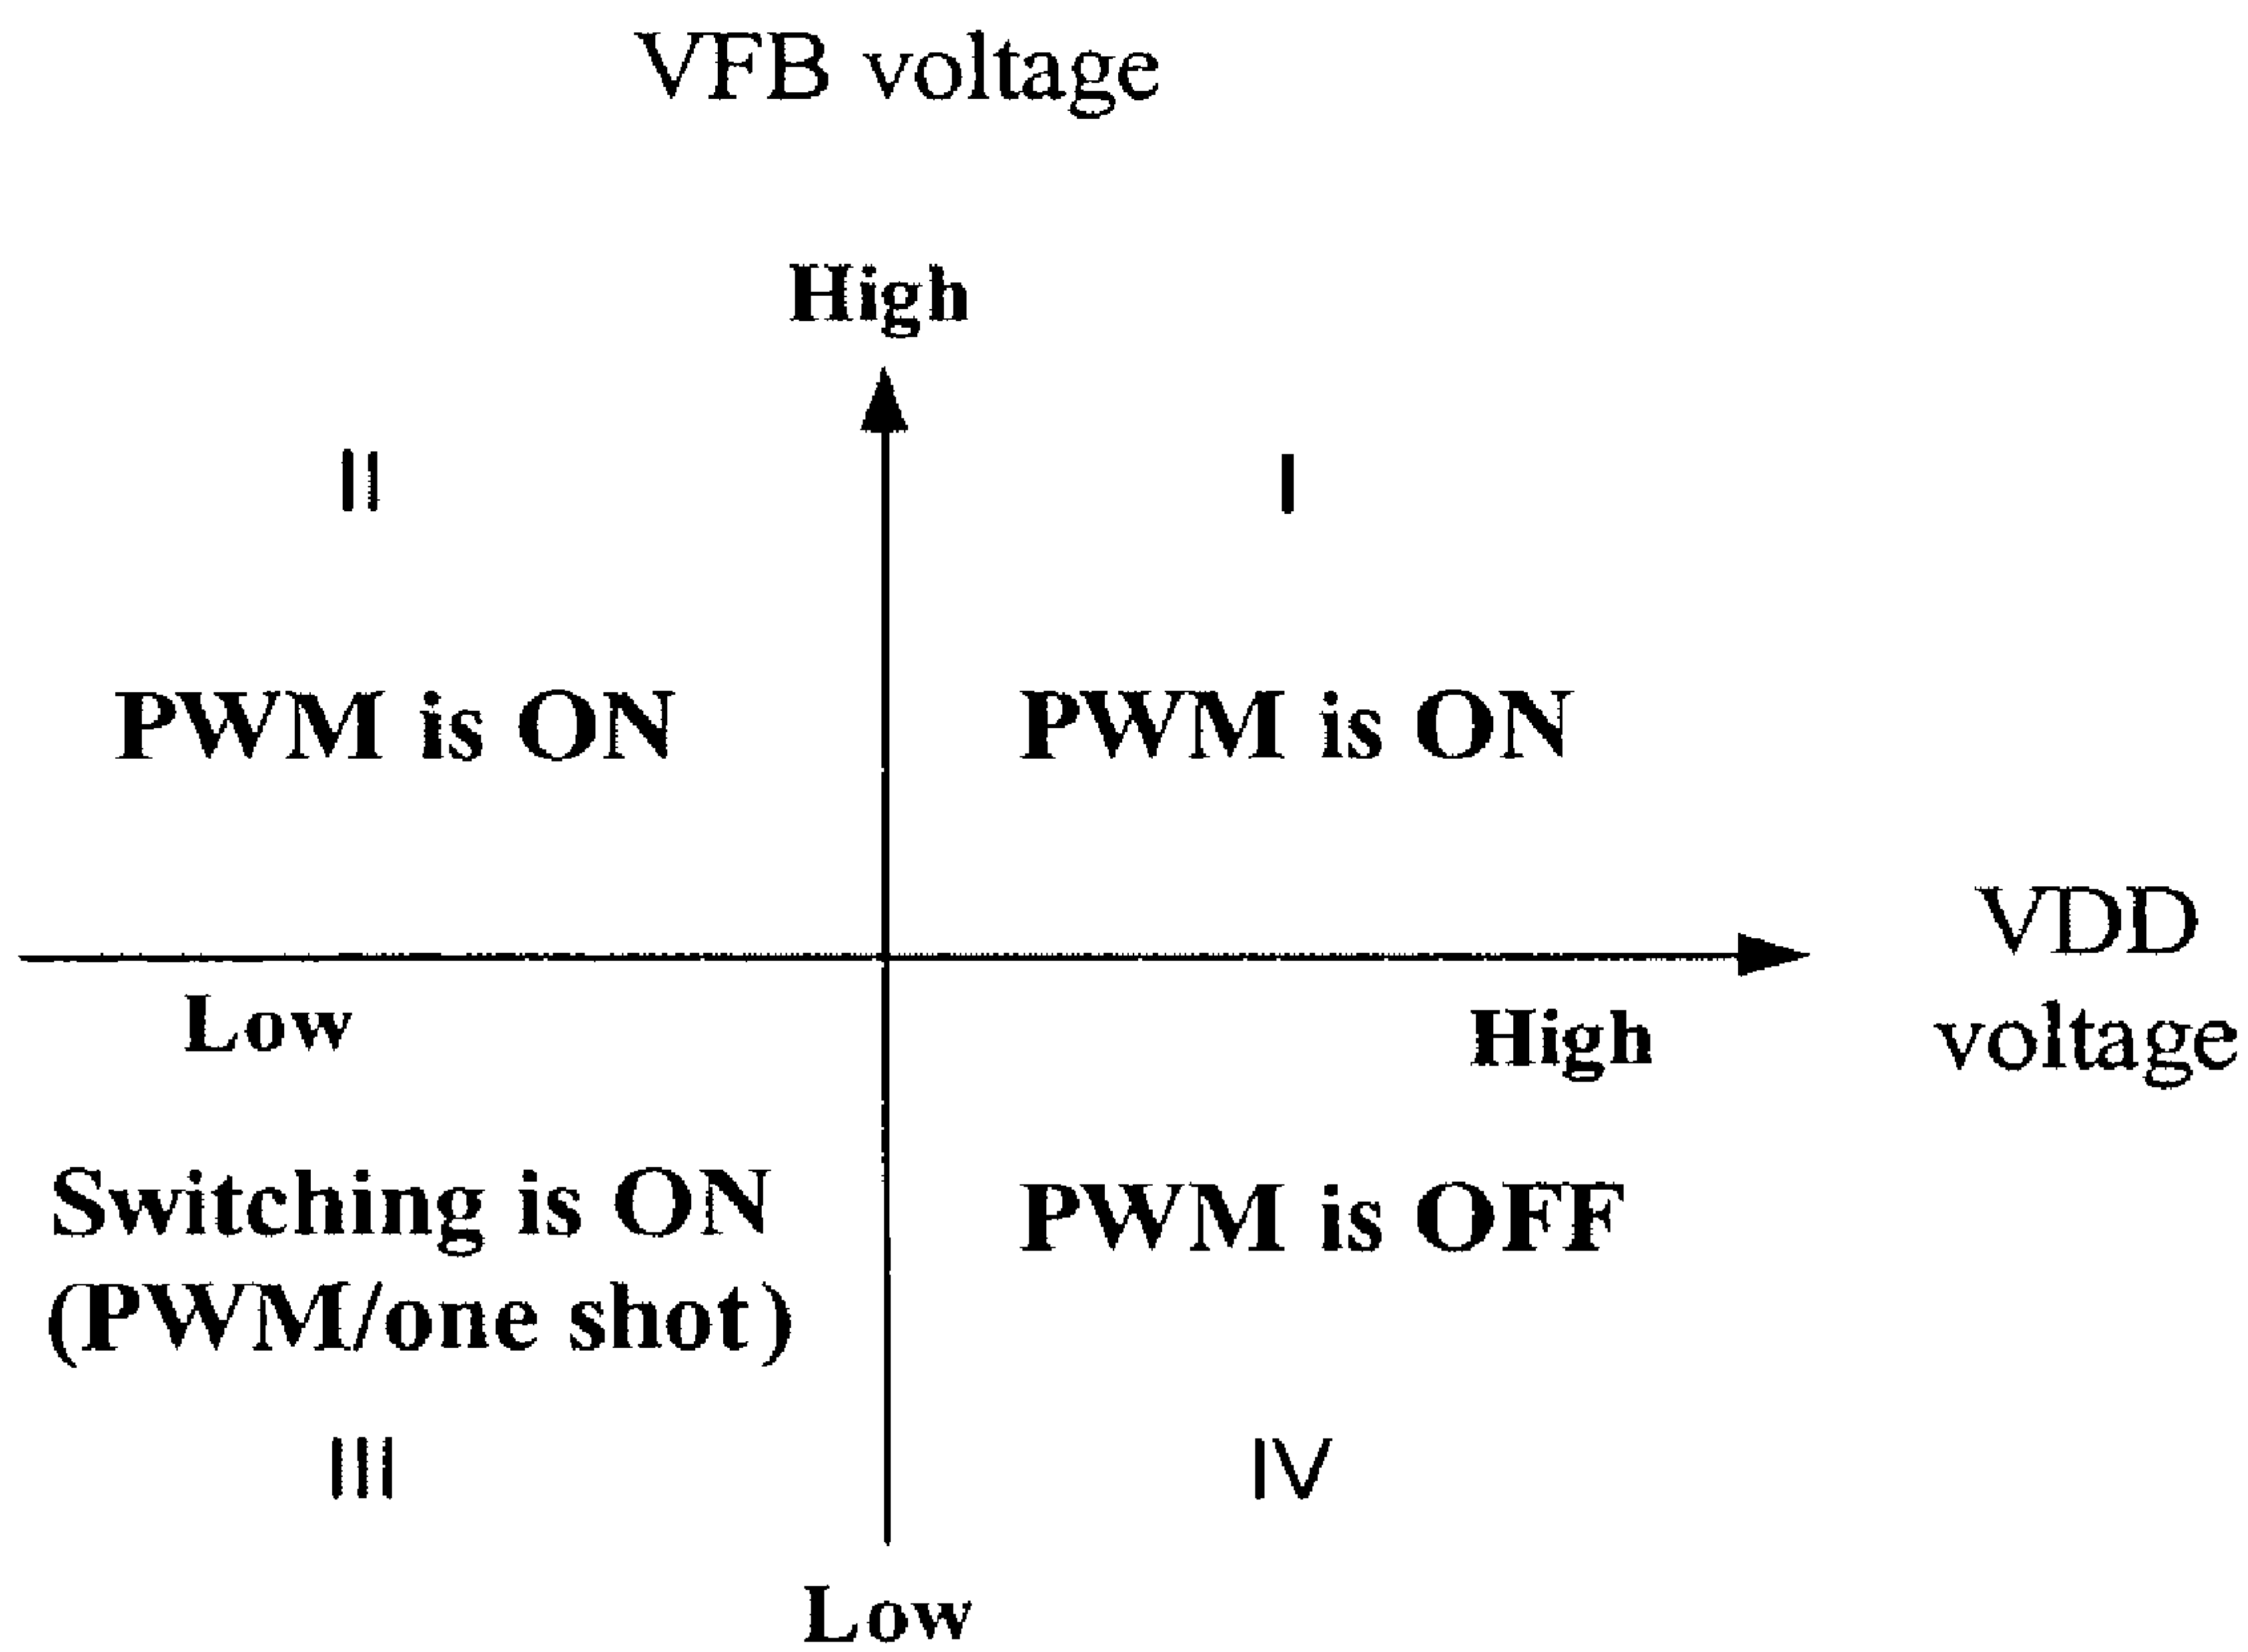 VFB voltage
High
II
I
PWM is ON
PWM is ON
VDD
voltage
Low
High
Switching is ON
(PWM/one shot)
PWM is OFF
III
IV
Low